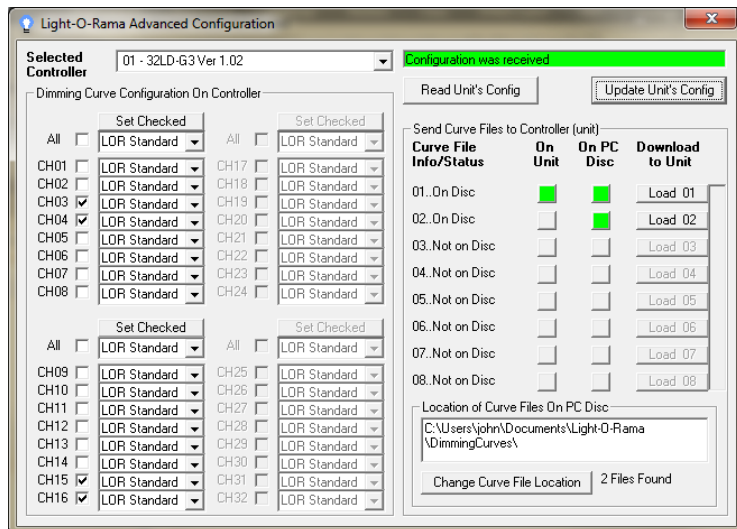 Light-O-Rama Advanced Configuration
Selected Controller
01 - 32LD-G3 Ver 1.02
Configuration was received
Read Unit's Config
Update Unit's Config
Dimming Curve Configuration On Controller
Set Checked
All LOR Standard
CH01 LOR Standard
CH02 LOR Standard
CH03 LOR Standard
CH04 LOR Standard
CH05 LOR Standard
CH06 LOR Standard
CH07 LOR Standard
CH08 LOR Standard
All LOR Standard
CH17 LOR Standard
CH18 LOR Standard
CH19 LOR Standard
CH20 LOR Standard
CH21 LOR Standard
CH22 LOR Standard
CH23 LOR Standard
CH24 LOR Standard
Set Checked
All LOR Standard
CH09 LOR Standard
CH10 LOR Standard
CH11 LOR Standard
CH12 LOR Standard
CH13 LOR Standard
CH14 LOR Standard
CH15 LOR Standard
CH16 LOR Standard
Set Checked
All LOR Standard
CH25 LOR Standard
CH26 LOR Standard
CH27 LOR Standard
CH28 LOR Standard
CH29 LOR Standard
CH30 LOR Standard
CH31 LOR Standard
CH32 LOR Standard
Send Curve Files to Controller (unit)
Curve File On On PC Download
Info/Status Unit Disc to Unit
01..On Disc Load 01
02..On Disc Load 02
03..Not on Disc Load 03
04..Not on Disc Load 04
05..Not on Disc Load 05
06..Not on Disc Load 06
07..Not on Disc Load 07
08..Not on Disc Load 08
Location of Curve Files On PC Disc
C:\Users\john\Documents\Light-O-Rama
\DimmingCurves\
Change Curve File Location 2 Files Found